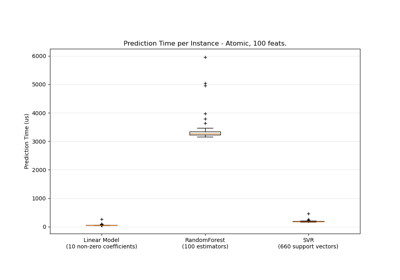 Prediction Time per Instance - Atomic, 100 feats.
6000
5000
4000
3000
2000
1000
0
Prediction Time (us)
Linear Model
(10 non-zero coefficients)
RandomForest
(100 estimators)
SVR
(660 support vectors)